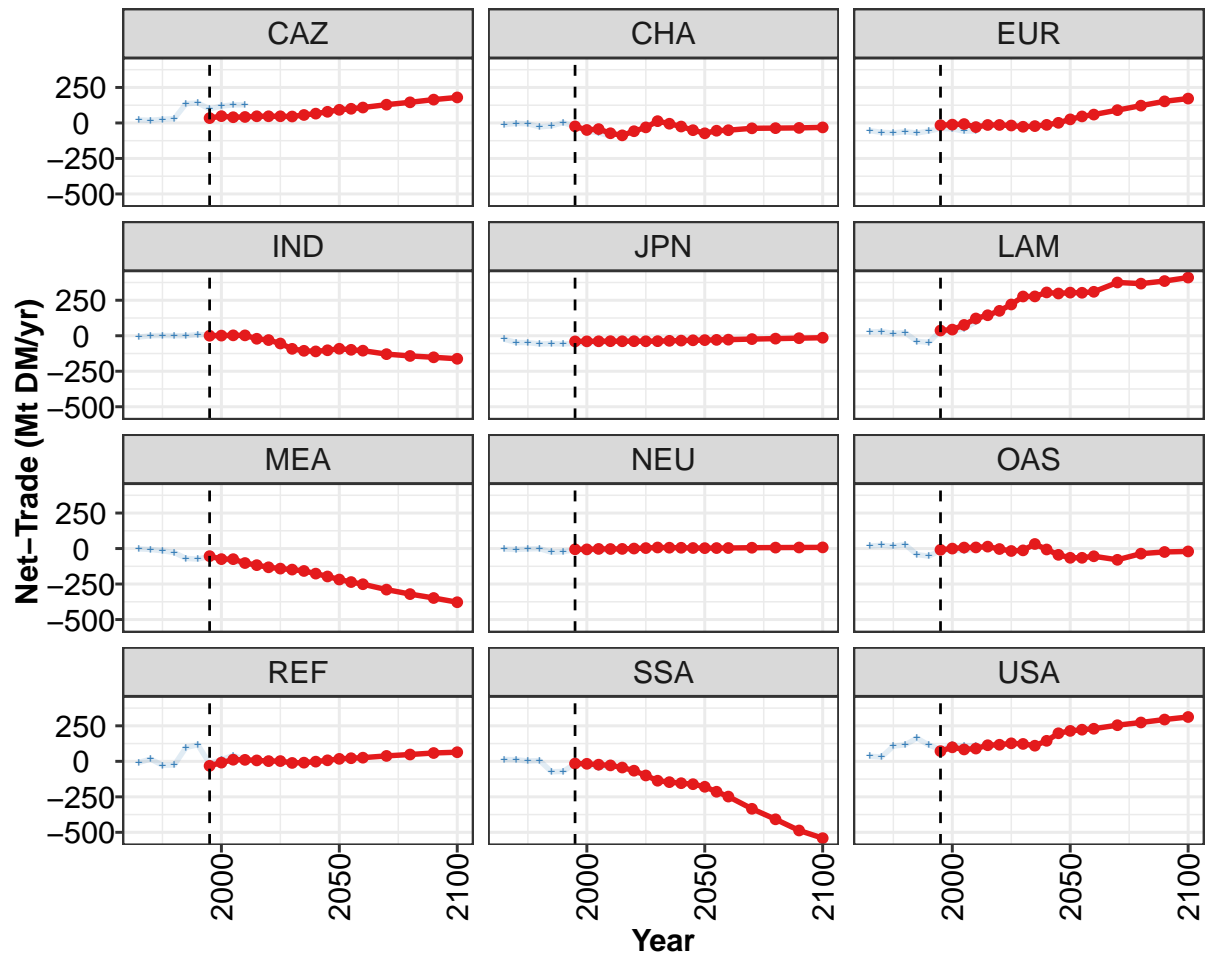 CAZ CHA EUR
250
0
−250
−500
IND JPN LAM
250
0
−250
−500
MEA NEU OAS
250
0
−250
−500
REF SSA USA
250
0
−250
−500
2000 2050 2100 2000 2050 2100 2000 2050 2100
Year
Net−Trade (Mt DM/yr)